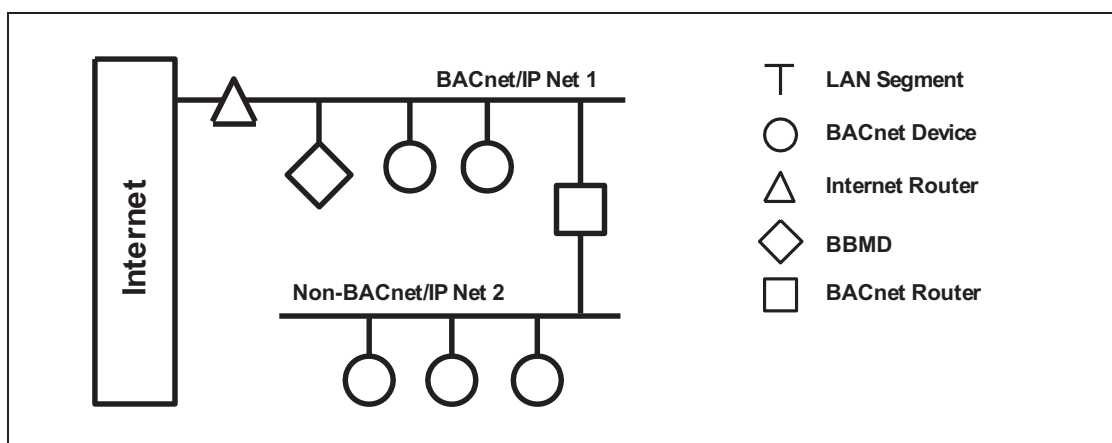 Internet
BACnet/IP Net 1
Non-BACnet/IP Net 2
LAN Segment
BACnet Device
Internet Router
BBMD
BACnet Router